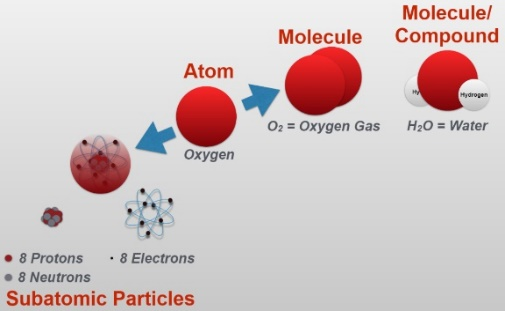 Molecule/
Compound
Molecule
Atom
Hydrogen
O₂ = Oxygen Gas
H₂O = Water
Oxygen
8 Protons
8 Electrons
8 Neutrons
Subatomic Particles